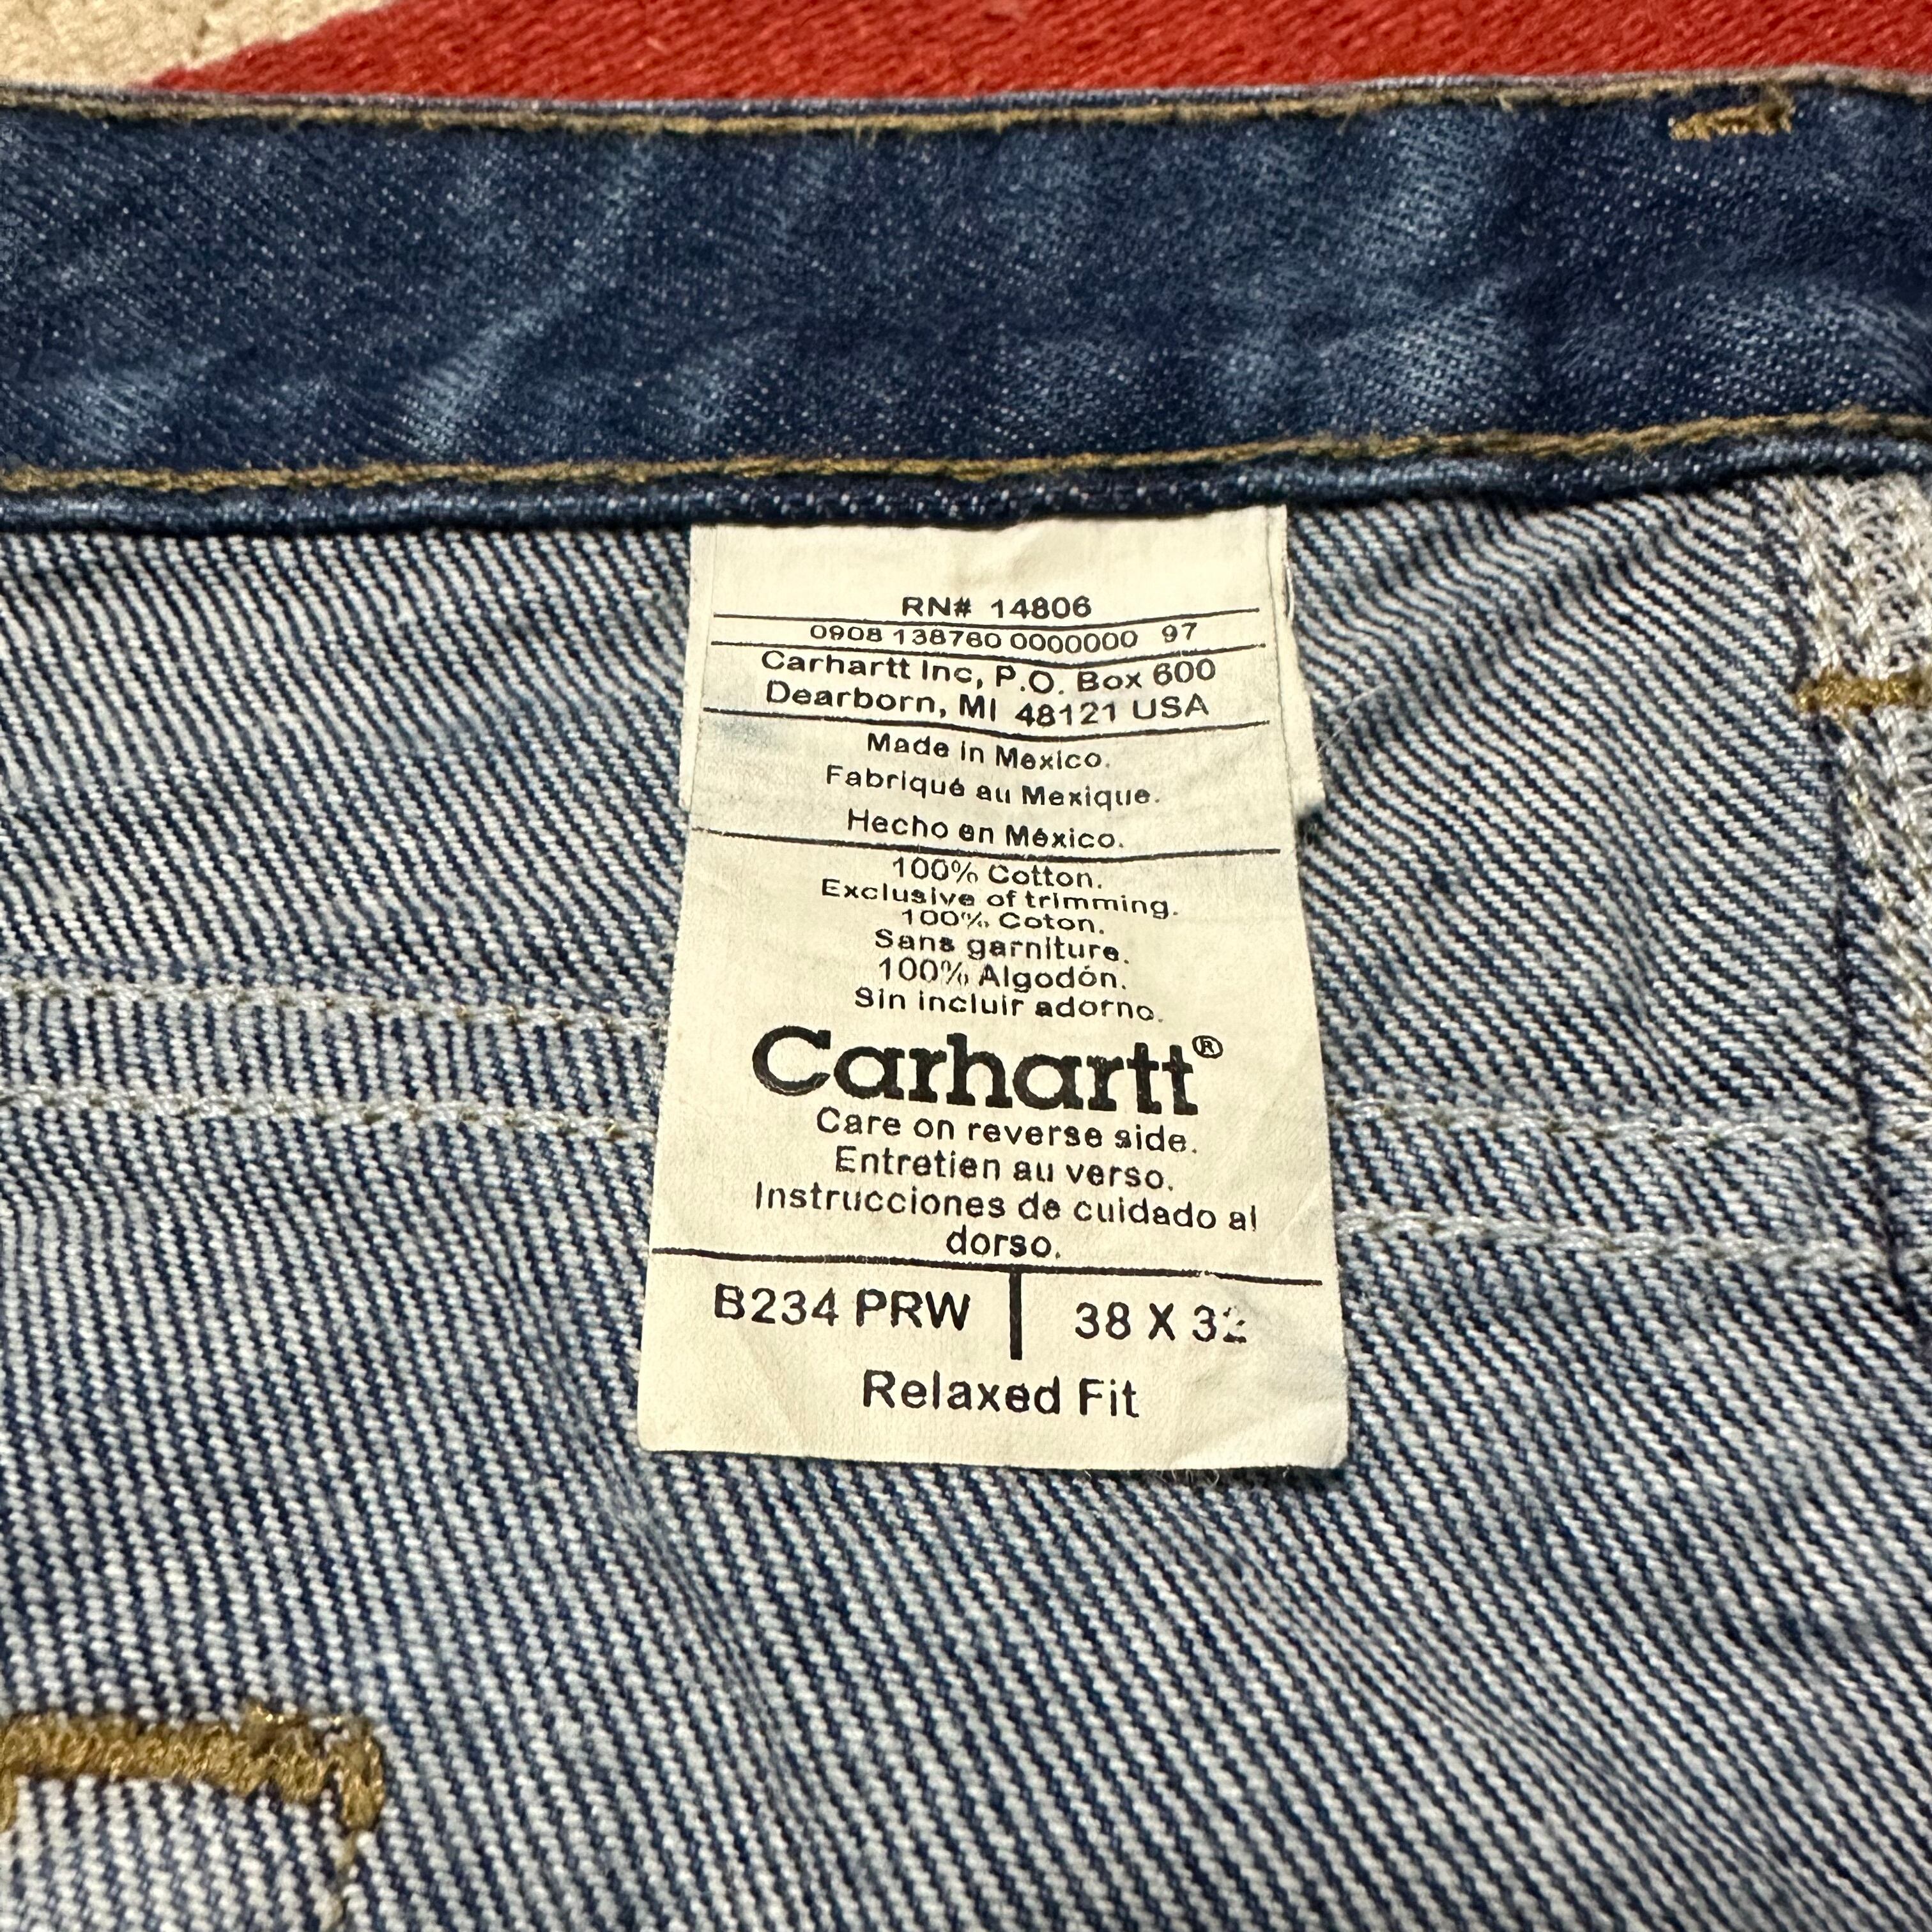 RN# 14806
0908 138760 0000000 97
Carhartt Inc, P.O. Box 600
Dearborn, MI 48121 USA
Made in Mexico.
Fabriqué au Mexique.
Hecho en México.
100% Cotton.
Exclusive of trimming.
100% Coton.
Sans garniture.
100% Algodón.
Sin incluir adorno.
Carhartt®
Care on reverse side.
Entretien au verso.
Instrucciones de cuidado al
dorso.
B234 PRW 38 X 32
Relaxed Fit